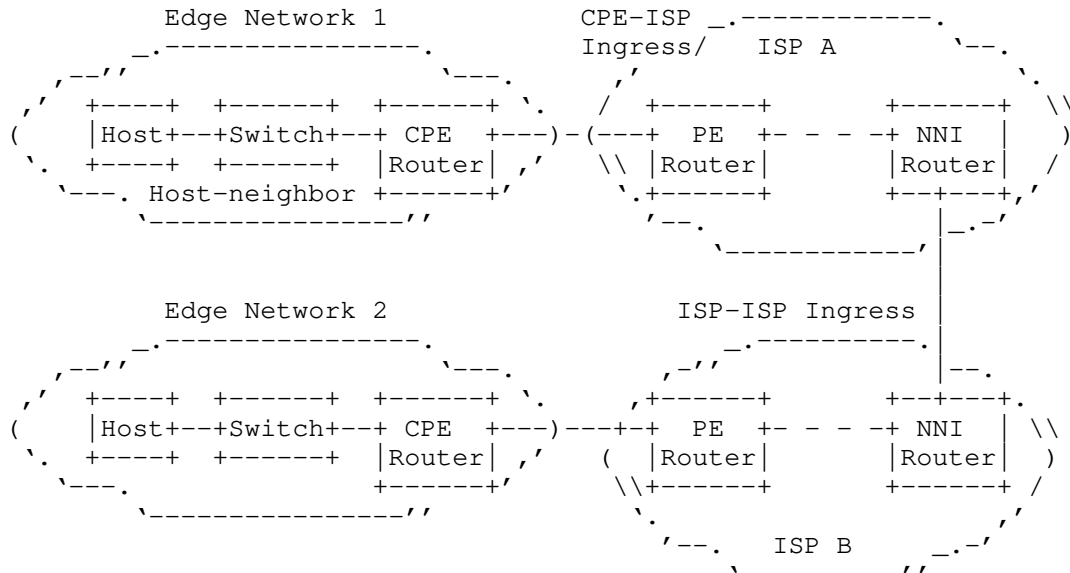 Edge Network 1 CPE-ISP
Ingress/ ISP A
Host Switch CPE PE NNI
Router Router Router
Host-neighbor
Edge Network 2 ISP-ISP Ingress
Host Switch CPE PE NNI
Router Router Router
ISP B